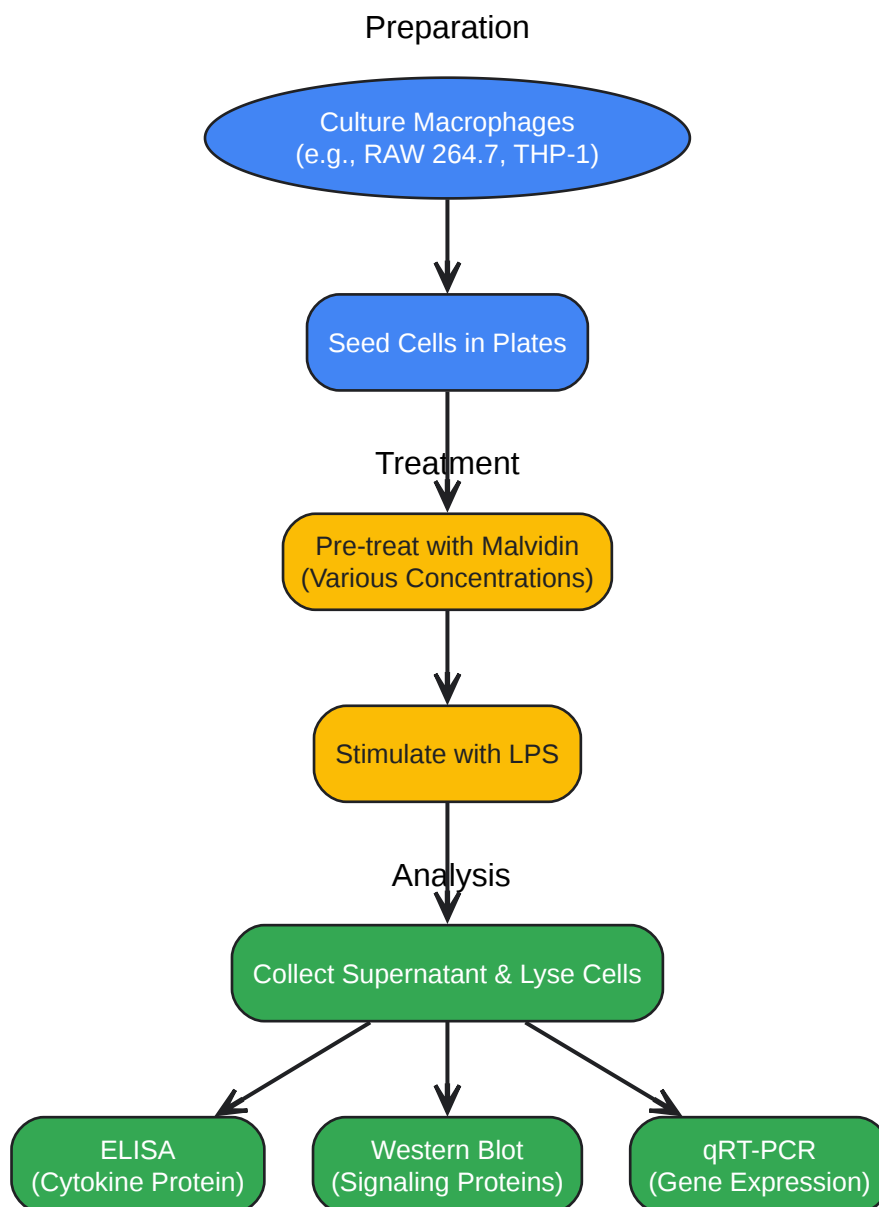 Preparation
Culture Macrophages
(e.g., RAW 264.7, THP-1)
Seed Cells in Plates
Treatment
Pre-treat with Malvidin
(Various Concentrations)
Stimulate with LPS
Analysis
Collect Supernatant & Lyse Cells
ELISA
(Cytokine Protein)
Western Blot
(Signaling Proteins)
qRT-PCR
(Gene Expression)